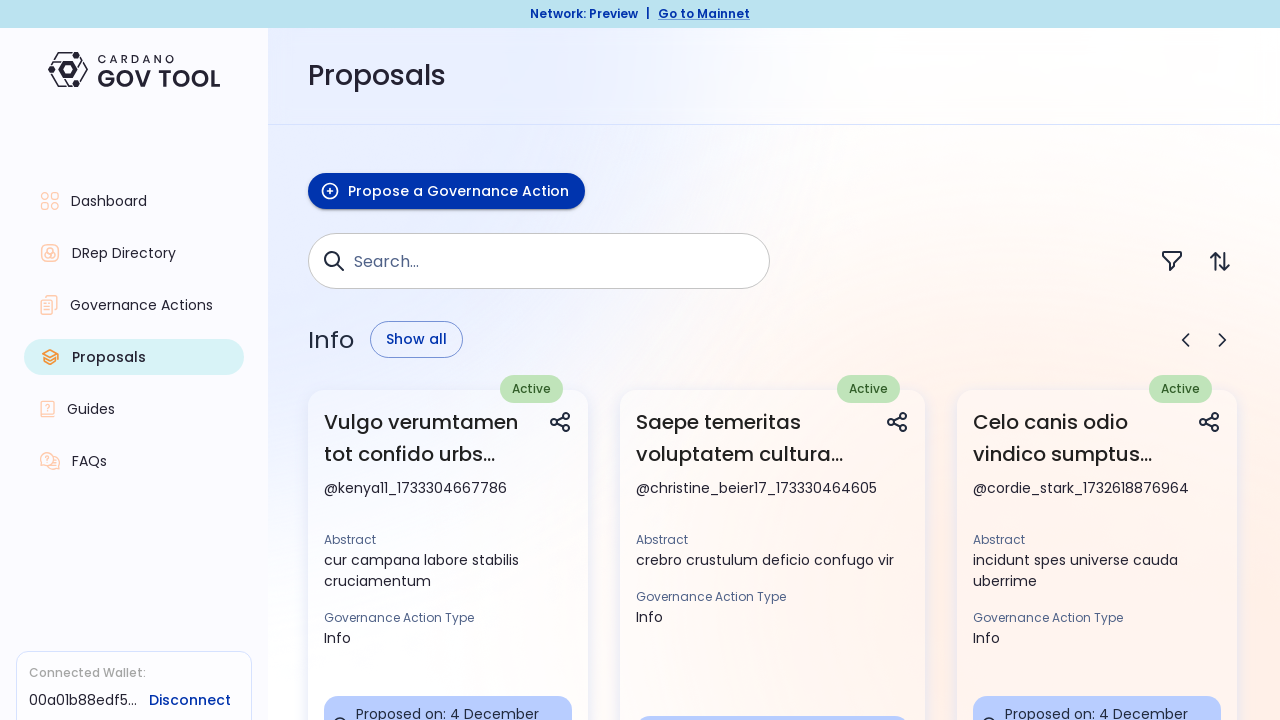 Network: Preview | Go to Mainnet
CARDANO
GOV TOOL
Proposals
Dashboard
DRep Directory
Governance Actions
Proposals
Guides
FAQs
Connected Wallet:
00a01b88edf5... Disconnect
Propose a Governance Action
Search...
Info Show all
Active
Vulgo verumtamen
tot confido urbs...
@kenya11_1733304667786
Abstract
cur campana labore stabilis
cruciamentum
Governance Action Type
Info
Proposed on: 4 December
Active
Saepe temeritas
voluptatem cultura...
@christine_beier17_173330464605
Abstract
crebro crustulum deficio confugo vir
Governance Action Type
Info
Active
Celo canis odio
vindico sumptus...
@cordie_stark_1732618876964
Abstract
incidunt spes universe cauda
uberrime
Governance Action Type
Info
Proposed on: 4 December